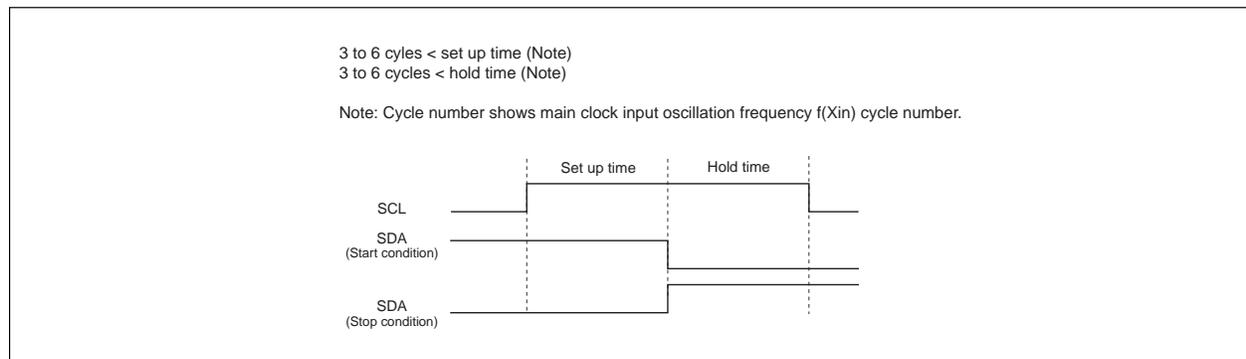 3 to 6 cyles < set up time (Note)
3 to 6 cycles < hold time (Note)
Note: Cycle number shows main clock input oscillation frequency f(Xin) cycle number.
Set up time
Hold time
SCL
SDA
(Start condition)
SDA
(Stop condition)